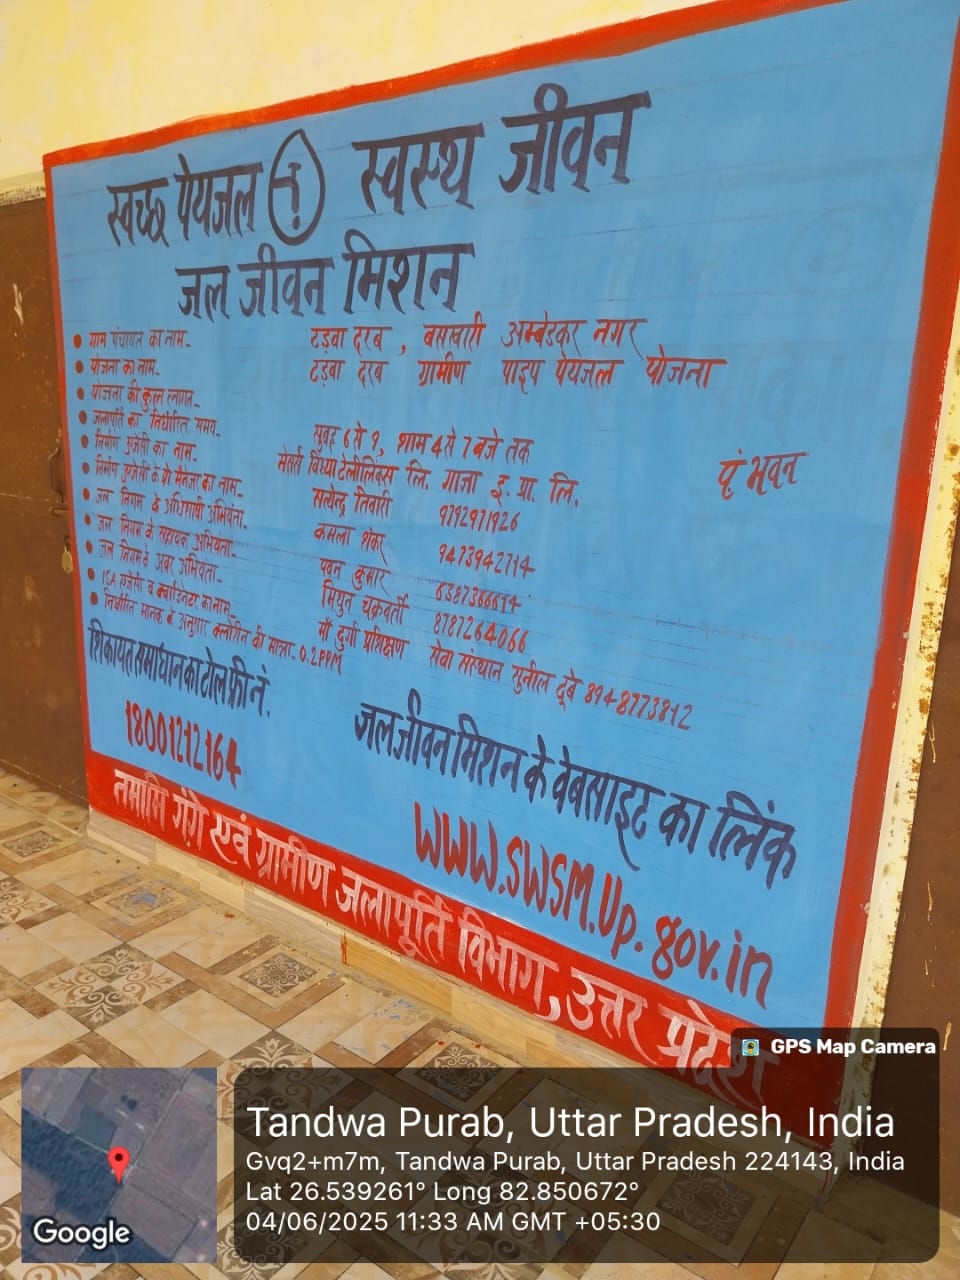 स्वच्छ पेयजल स्वस्थ जीवन
जल जीवन मिशन
ग्राम पंचायत का नाम- टड़वा दरब , बसखारी अम्बेडकर नगर
योजना का नाम- टड़वा दरब ग्रामीण पाइप पेयजल योजना
योजना की कुल लागत-
जलापूर्ति का निर्धारित समय- सुबह 6 से 9, शाम 4 से 7 बजे तक
पं भवन
निर्माण एजेंसी का नाम- मेसर्स विंध्या टेलीलिंक्स लि. गाजा इ. प्रा. लि.
निर्माण एजेंसी के प्रो. मैनेजर का नाम- सत्येन्द्र तिवारी 9792971926
जल निगम के अधिशाषी अभियंता- कमला शंकर 9473942714
जल निगम के सहायक अभियंता- पवन कुमार
जल निगम के अवर अभियंता- मिथुन चक्रवर्ती 8787264066
ISA एजेंसी व क्वार्डिनेटर का नाम- माँ दुर्गा प्रशिक्षण सेवा संस्थान सुनील दूबे 8948773812
निर्धारित मानक के अनुसार क्लोरीन की मात्रा- 0.2PPM
शिकायत समाधान का टोल फ्री नं.
18001212164
जल जीवन मिशन के वेबसाइट का लिंक
www.SWSM.Up.gov.in
नमामि गंगे एवं ग्रामीण जलापूर्ति विभाग, उत्तर प्रदेश
GPS Map Camera
Tandwa Purab, Uttar Pradesh, India
Gvq2+m7m, Tandwa Purab, Uttar Pradesh 224143, India
Lat 26.539261° Long 82.850672°
04/06/2025 11:33 AM GMT +05:30
Google